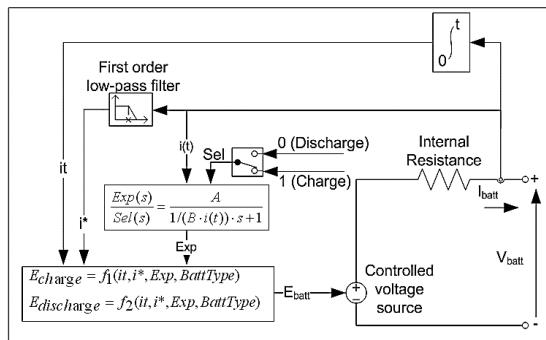 t
∫
0
First order
low-pass filter
it
i*
i(t)
Sel
0 (Discharge)
1 (Charge)
Internal
Resistance
I_batt
+
Exp(s)/Sel(s) = A/(1/(B·i(t))·s+1)
Exp
E_charge = f_1(it,i*,Exp,BattType)
E_discharge = f_2(it,i*,Exp,BattType)
E_batt
+
-
Controlled
voltage
source
V_batt
-